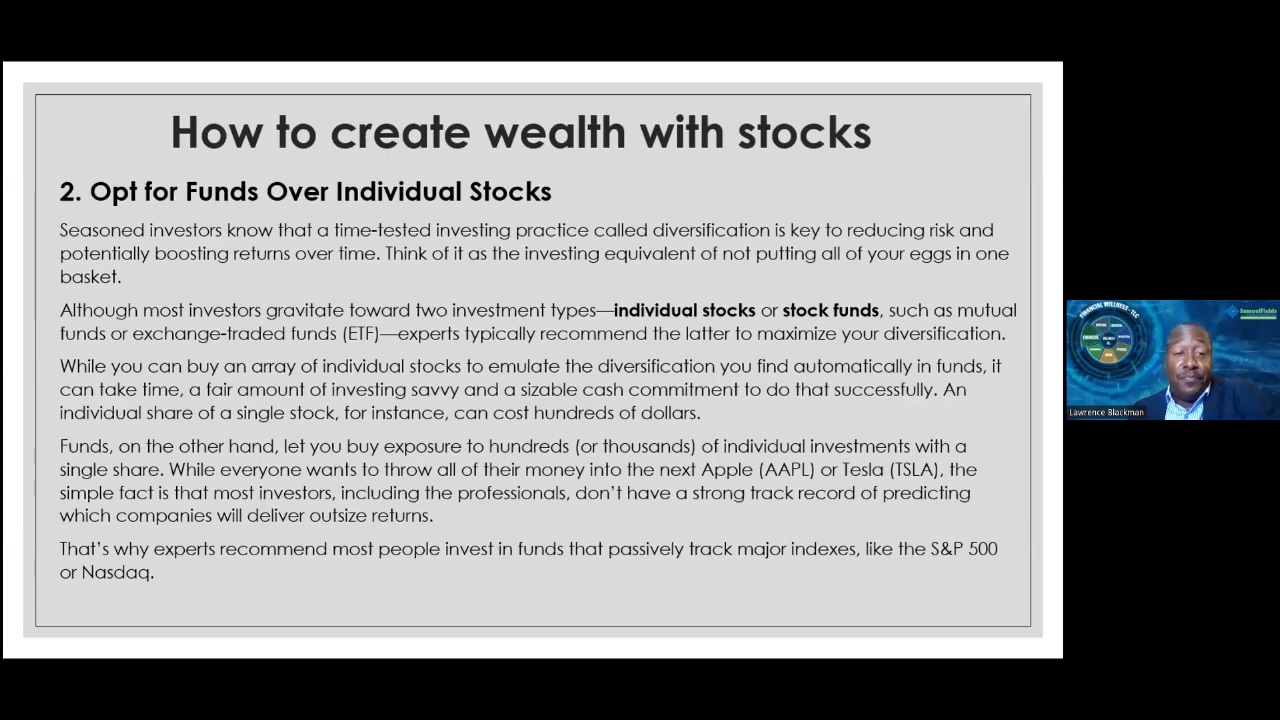 How to create wealth with stocks
2. Opt for Funds Over Individual Stocks
Seasoned investors know that a time-tested investing practice called diversification is key to reducing risk and
potentially boosting returns over time. Think of it as the investing equivalent of not putting all of your eggs in one
basket.
Although most investors gravitate toward two investment types—individual stocks or stock funds, such as mutual
funds or exchange-traded funds (ETF)—experts typically recommend the latter to maximize your diversification.
While you can buy an array of individual stocks to emulate the diversification you find automatically in funds, it
can take time, a fair amount of investing savvy and a sizable cash commitment to do that successfully. An
individual share of a single stock, for instance, can cost hundreds of dollars.
Funds, on the other hand, let you buy exposure to hundreds (or thousands) of individual investments with a
single share. While everyone wants to throw all of their money into the next Apple (AAPL) or Tesla (TSLA), the
simple fact is that most investors, including the professionals, don't have a strong track record of predicting
which companies will deliver outsize returns.
That's why experts recommend most people invest in funds that passively track major indexes, like the S&P 500
or Nasdaq.
FINANCIAL WELLNESS - TLC
SamuelFields
Lawrence Blackman